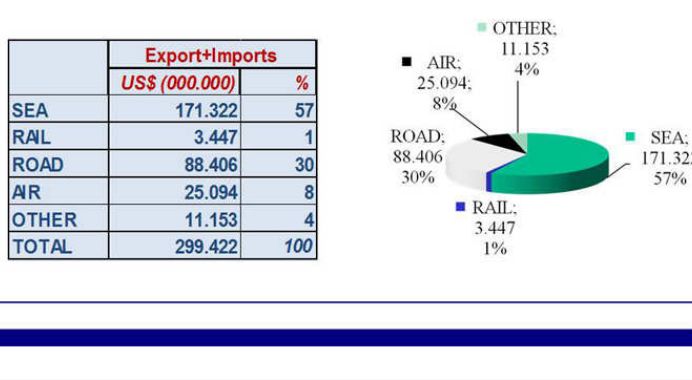 Export+Imports
US$ (000.000) %
SEA 171.322 57
RAIL 3.447 1
ROAD 88.406 30
AIR 25.094 8
OTHER 11.153 4
TOTAL 299.422 100
OTHER;
11.153
4%
AIR;
25.094;
8%
ROAD;
88.406
30%
SEA;
171.32
57%
RAIL;
3.447
1%